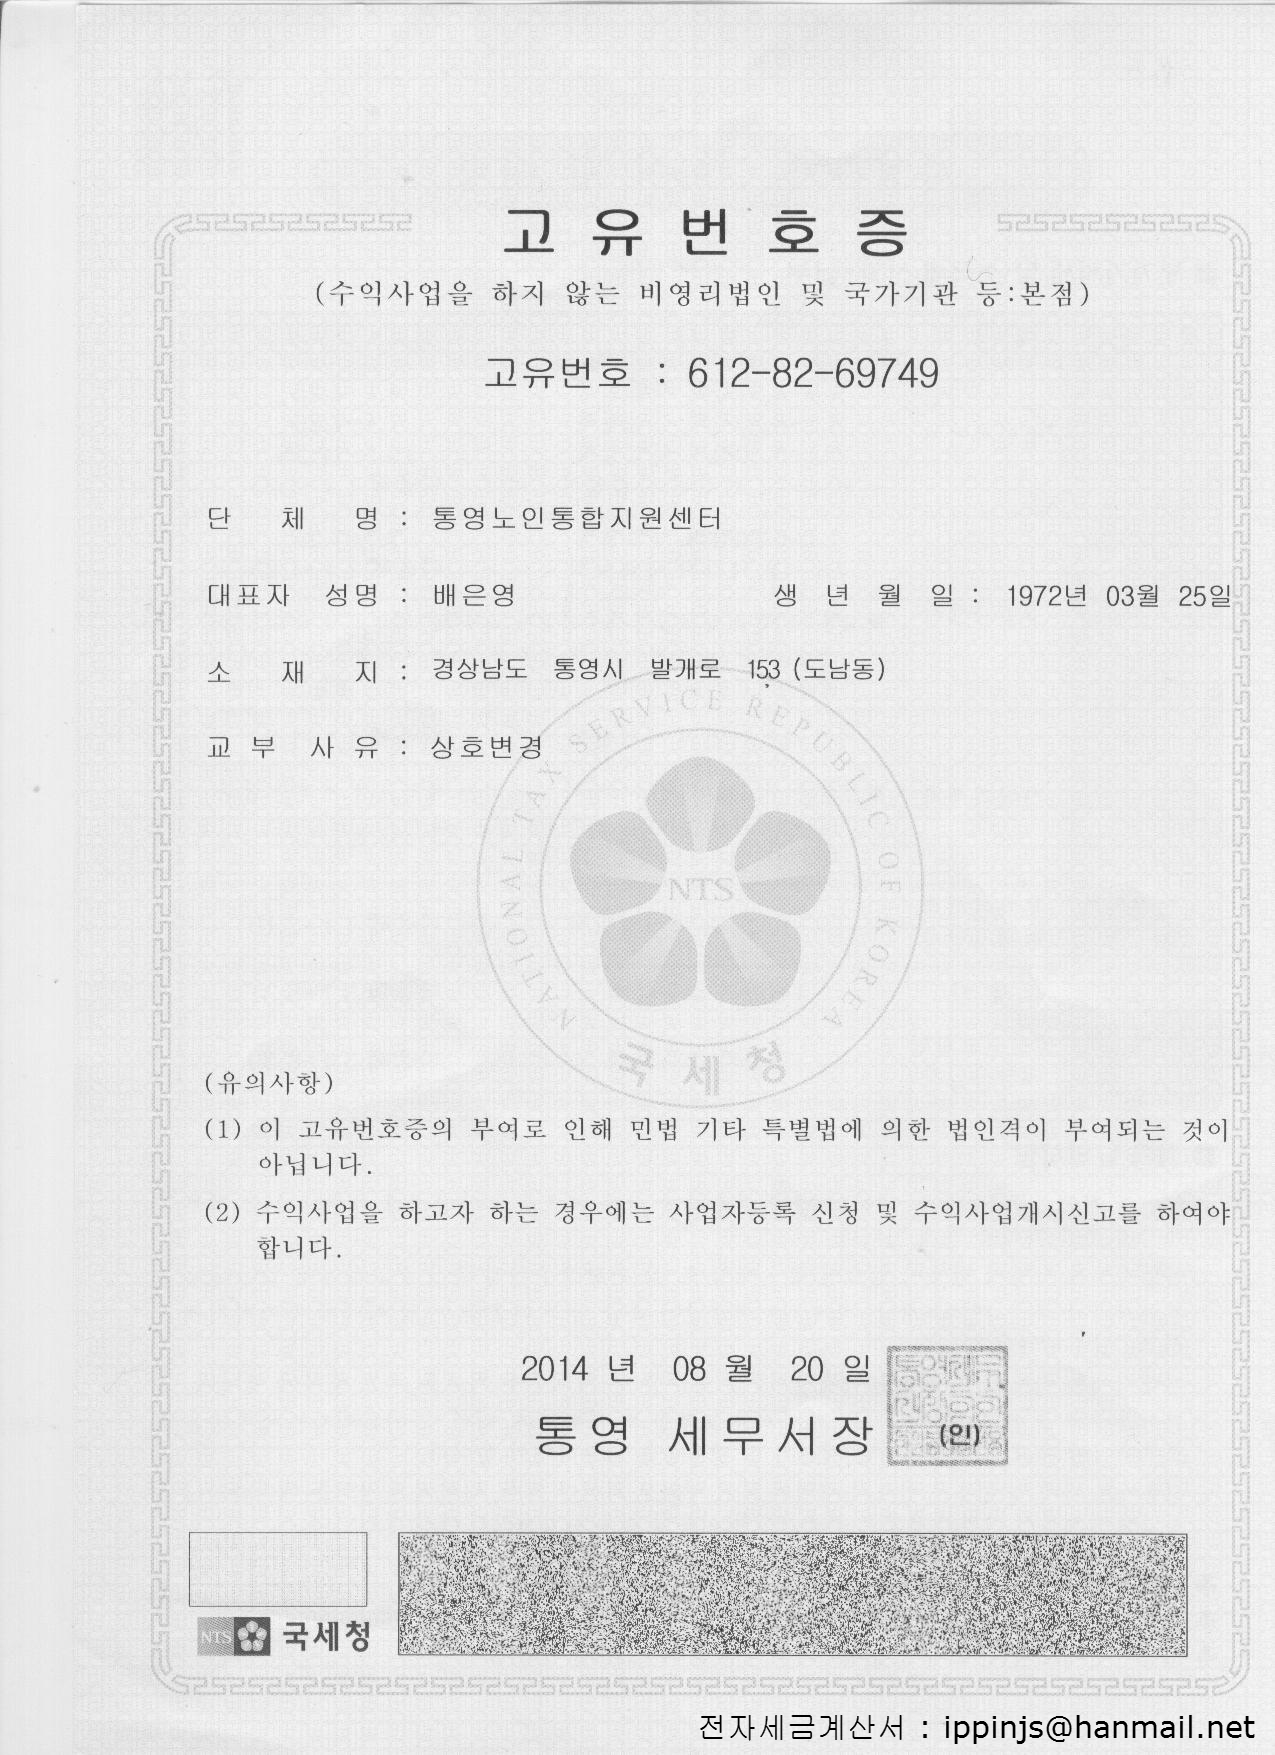 고 유 번 호 증
(수익사업을 하지 않는 비영리법인 및 국가기관 등:본점)
고유번호 : 612-82-69749
단 체 명 : 통영노인통합지원센터
대표자 성명 : 배은영 생 년 월 일 : 1972년 03월 25일
소 재 지 : 경상남도 통영시 발개로 153 (도남동)
교 부 사 유 : 상호변경
NATIONAL TAX SERVICE REPUBLIC OF KOREA
NTS
국세청
(유의사항)
(1) 이 고유번호증의 부여로 인해 민법 기타 특별법에 의한 법인격이 부여되는 것이
아닙니다.
(2) 수익사업을 하고자 하는 경우에는 사업자등록 신청 및 수익사업개시신고를 하여야
합니다.
2014 년 08 월 20 일
통영 세무서장
(인)
NTS 국세청
전자세금계산서 : ippinjs@hanmail.net